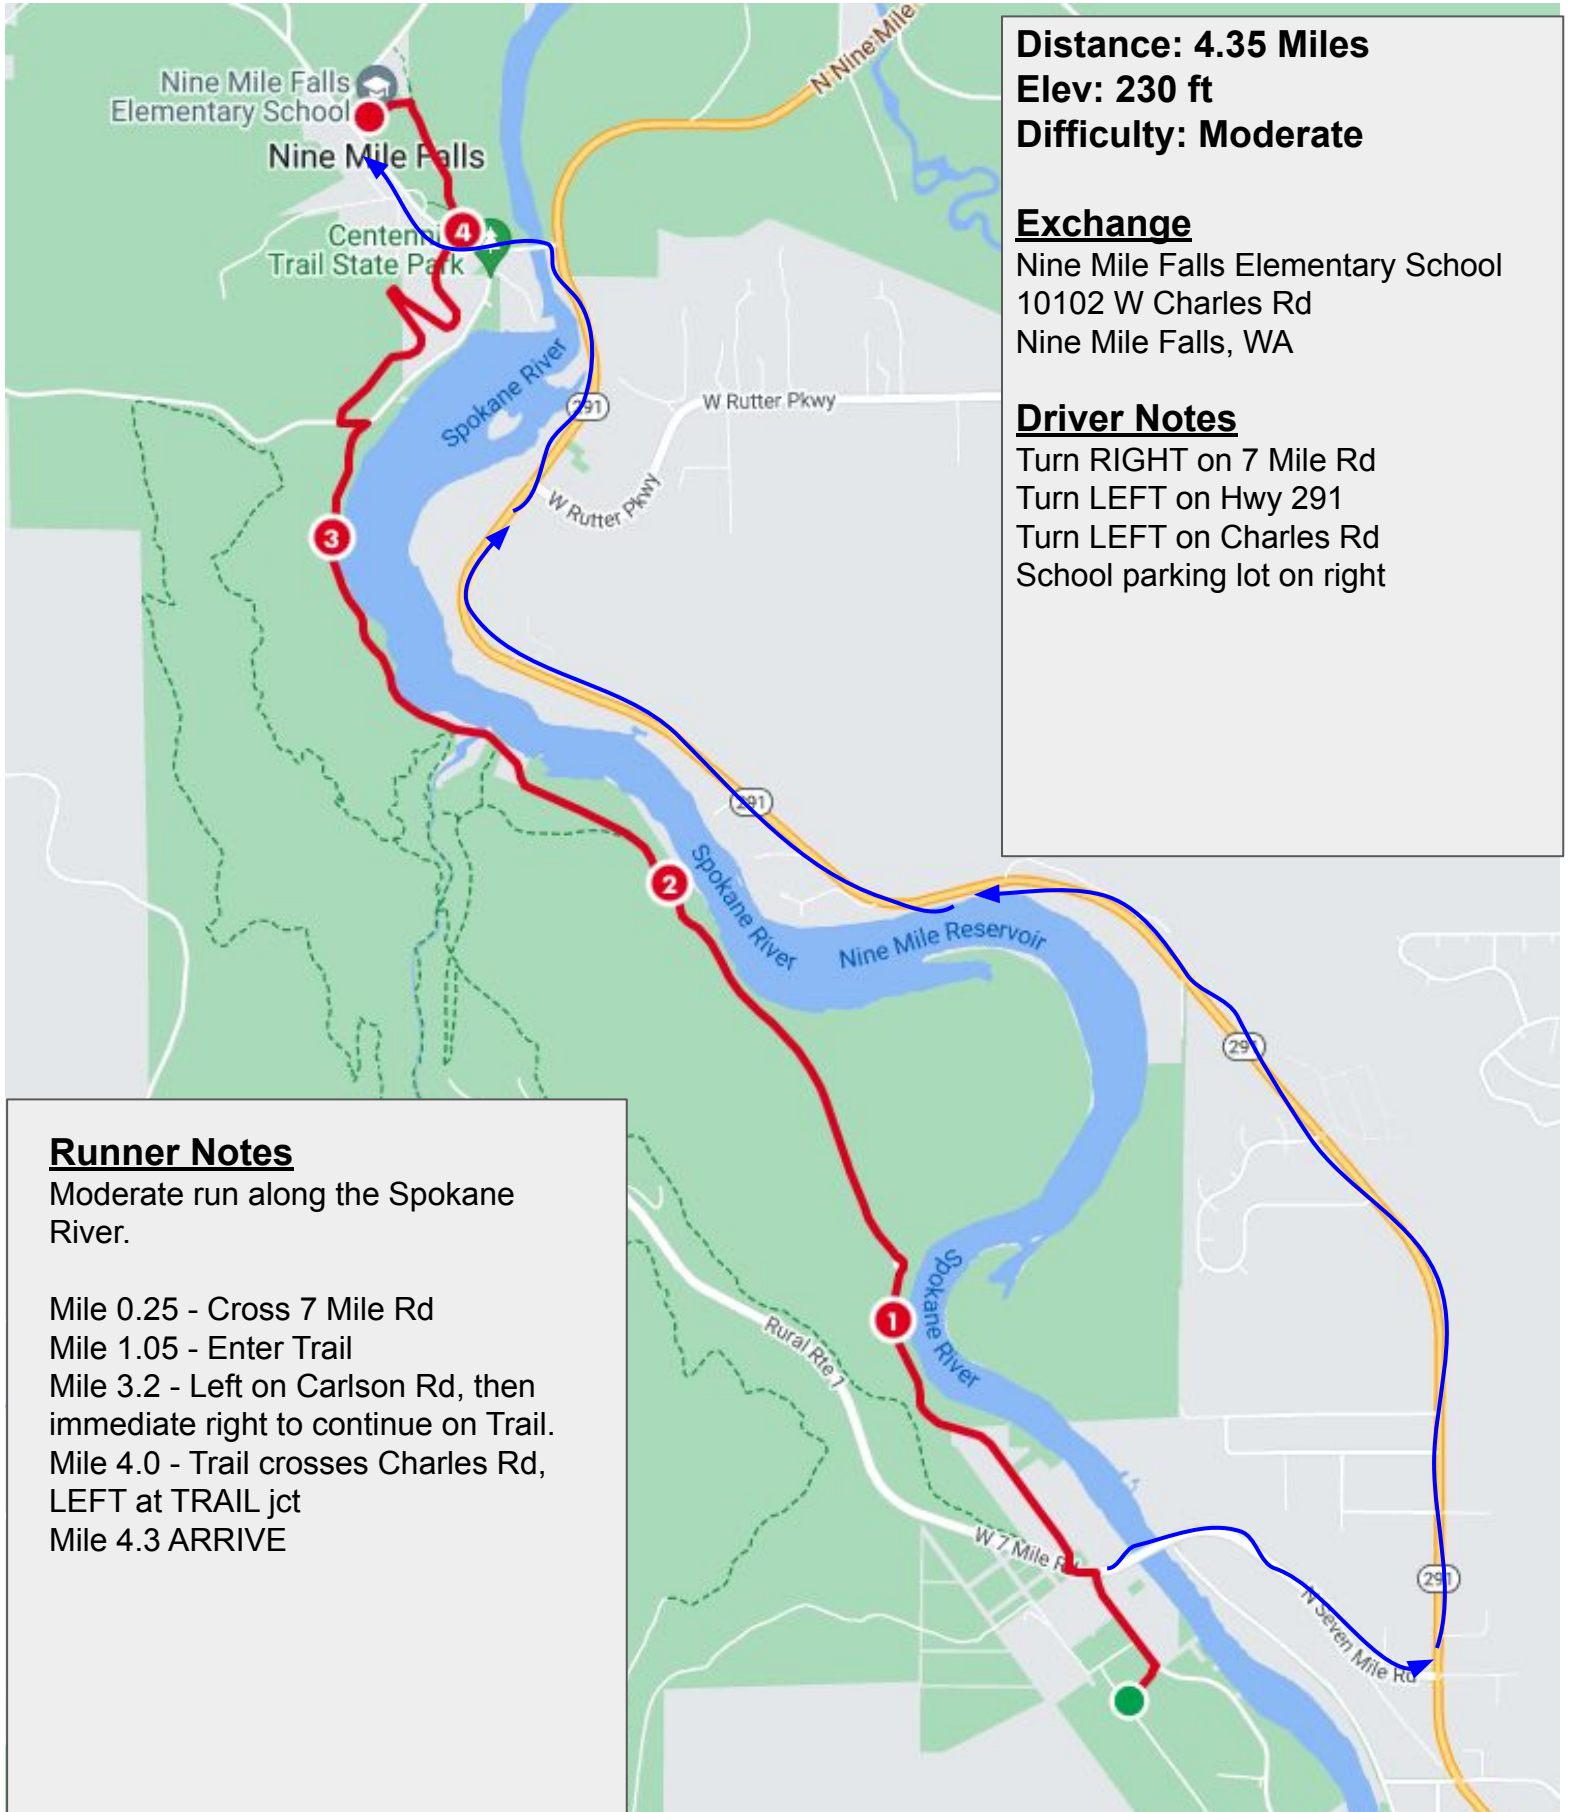 Distance: 4.35 Miles
Elev: 230 ft
Difficulty: Moderate
Exchange
Nine Mile Falls Elementary School
10102 W Charles Rd
Nine Mile Falls, WA
Driver Notes
Turn RIGHT on 7 Mile Rd
Turn LEFT on Hwy 291
Turn LEFT on Charles Rd
School parking lot on right
Nine Mile Falls
Elementary School
Nine Mile Falls
N Nine Mile
4
Centenni
Trail State Park
Spokane River
291
W Rutter Pkwy
W Rutter Pkwy
3
291
2
Spokane River
Nine Mile Reservoir
291
Runner Notes
Moderate run along the Spokane
River.
Mile 0.25 - Cross 7 Mile Rd
Mile 1.05 - Enter Trail
Mile 3.2 - Left on Carlson Rd, then
immediate right to continue on Trail.
Mile 4.0 - Trail crosses Charles Rd,
LEFT at TRAIL jct
Mile 4.3 ARRIVE
1
Spokane River
Rural Rte 7
W 7 Mile Rd
291
N Seven Mile Rd